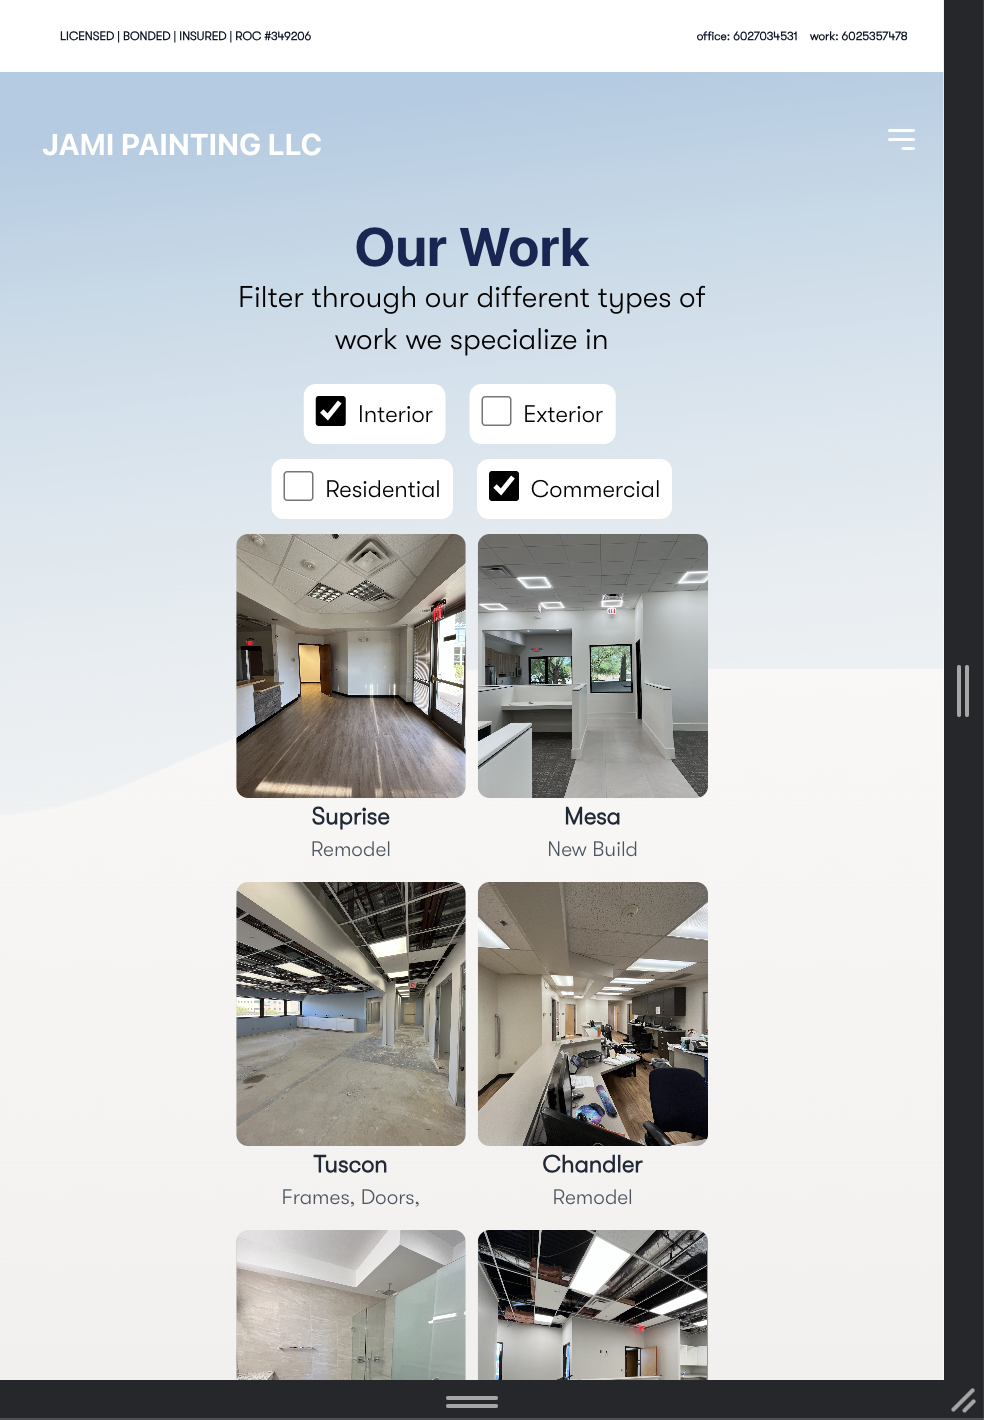 LICENSED | BONDED | INSURED | ROC #349206
office: 6027034531 work: 6025357478
JAMI PAINTING LLC
Our Work
Filter through our different types of
work we specialize in
Interior
Exterior
Residential
Commercial
Suprise
Mesa
Remodel
New Build
Tuscon
Chandler
Frames, Doors,
Remodel